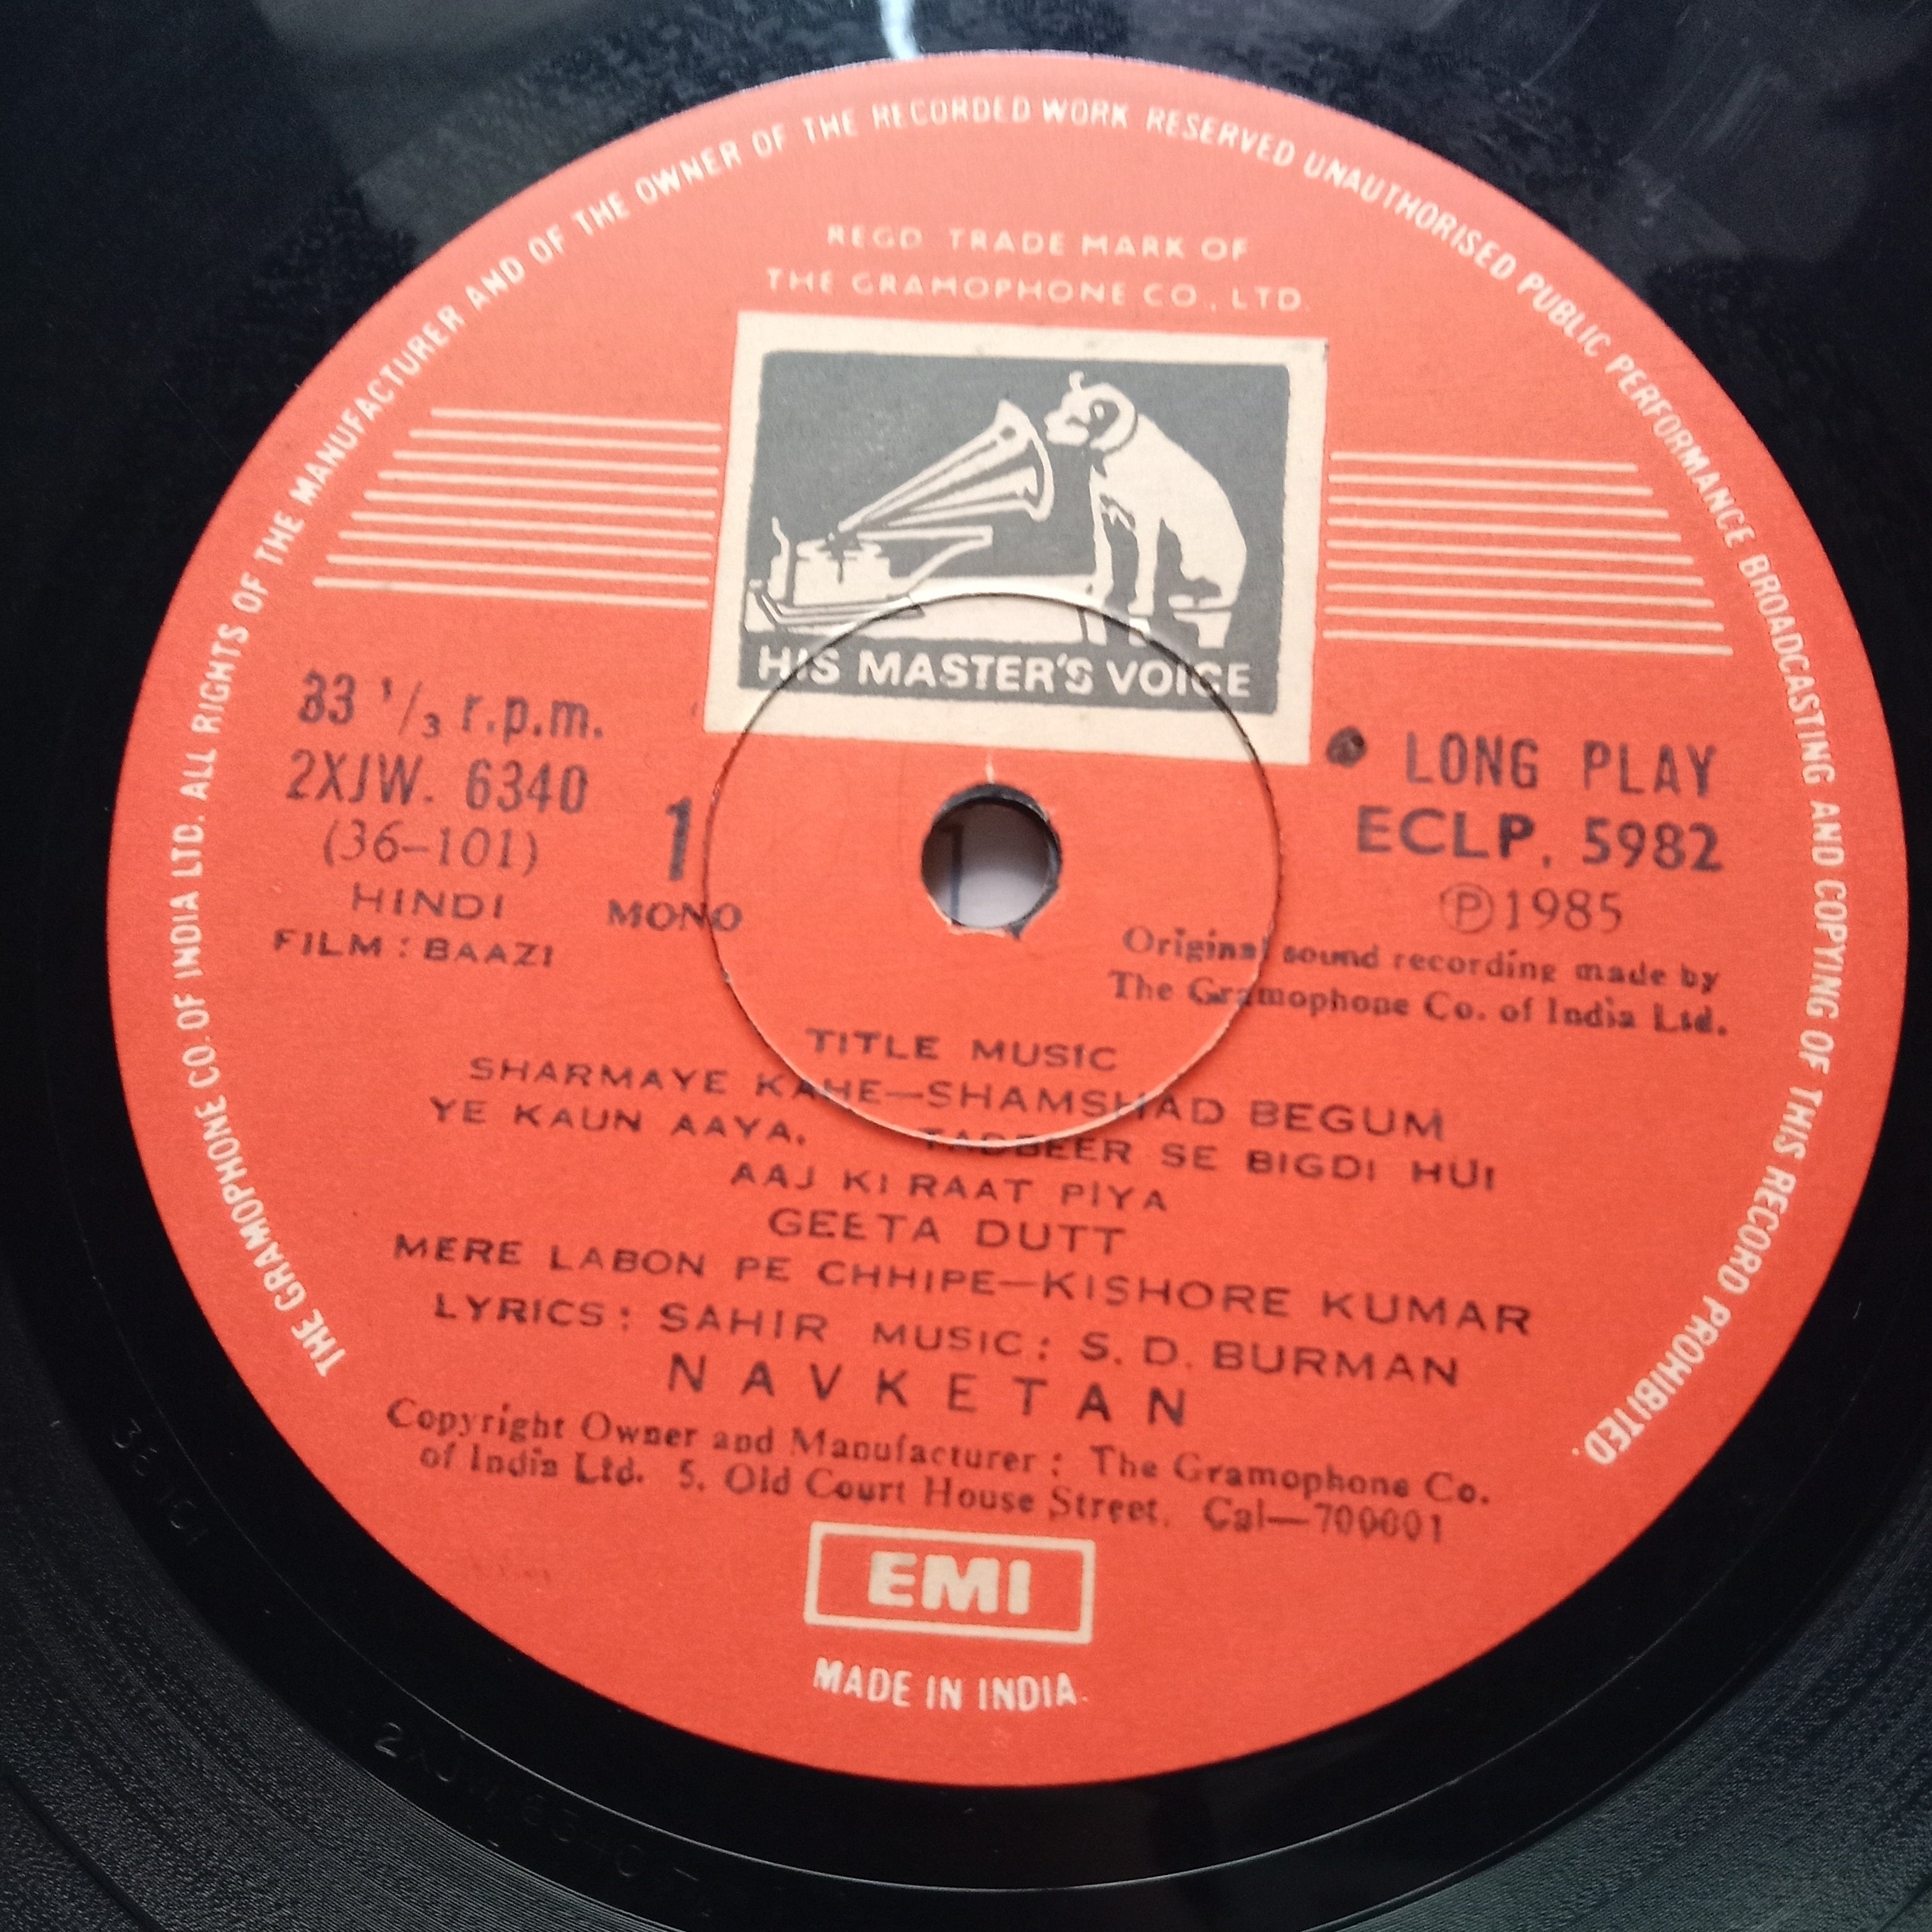 THE GRAMOPHONE CO. OF INDIA LTD. ALL RIGHTS OF THE MANUFACTURER AND OF THE OWNER OF THE RECORDED WORK RESERVED UNAUTHORISED PUBLIC PERFORMANCE BROADCASTING AND COPYING OF THIS RECORD PROHIBITED.
REGD TRADE MARK OF
THE GRAMOPHONE CO., LTD.
HIS MASTER'S VOICE
33 1/3 r.p.m.
2XJW. 6340
(36-101)
1
HINDI
MONO
FILM : BAAZI
LONG PLAY
ECLP. 5982
Ⓟ1985
Original sound recording made by
The Gramophone Co. of India Ltd.
TITLE MUSIC
SHARMAYE KAHE—SHAMSHAD BEGUM
YE KAUN AAYA, TADBEER SE BIGDI HUI
AAJ KI RAAT PIYA
GEETA DUTT
MERE LABON PE CHHIPE—KISHORE KUMAR
LYRICS : SAHIR MUSIC : S. D. BURMAN
NAVKETAN
Copyright Owner and Manufacturer : The Gramophone Co.
of India Ltd. 5, Old Court House Street. Cal—700001
EMI
MADE IN INDIA
36 101